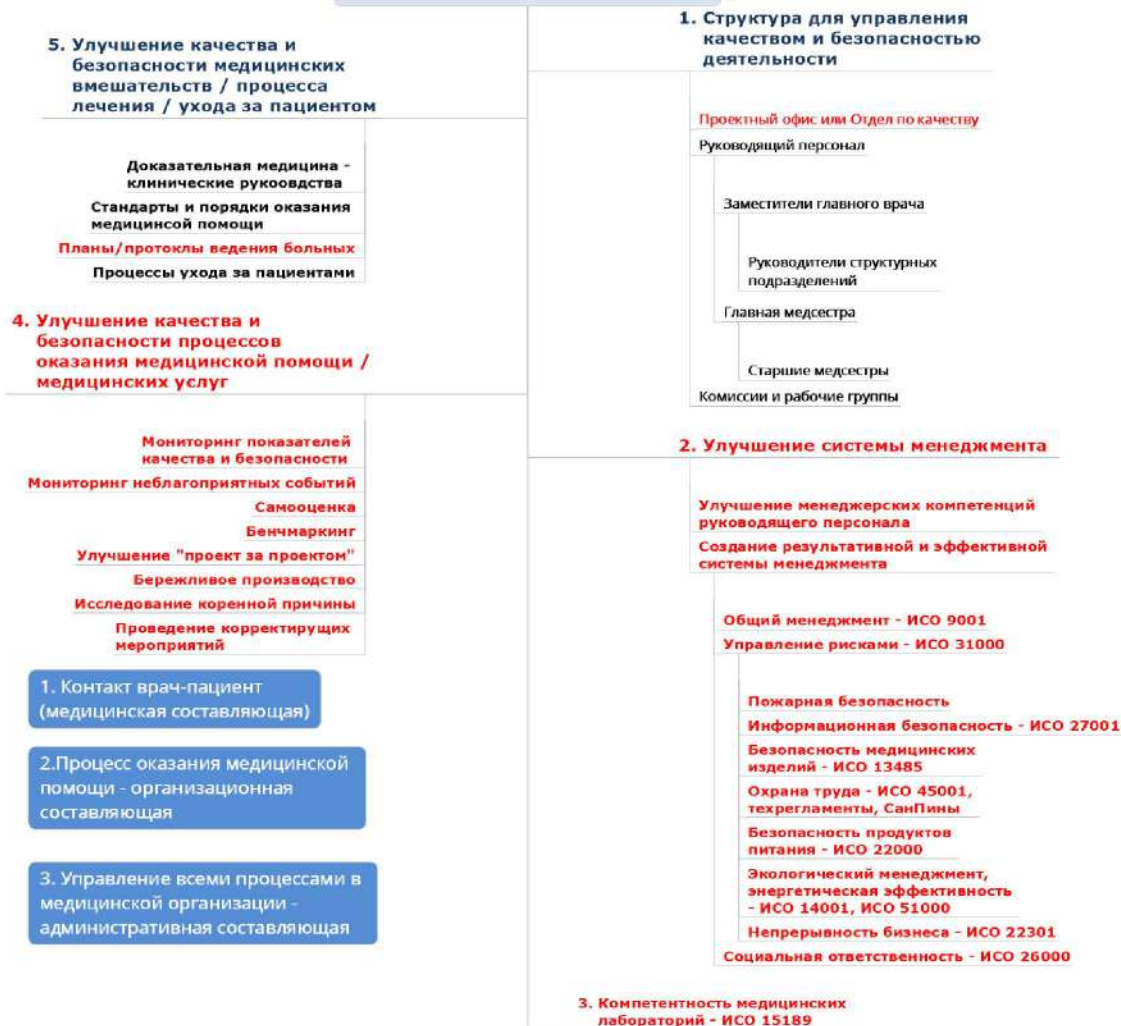 5. Улучшение качества и
безопасности медицинских
вмешательств / процесса
лечения / ухода за пациентом
Доказательная медицина -
клинические рукоовдства
Стандарты и порядки оказания
медицинсой помощи
Планы/протоклы ведения больных
Процессы ухода за пациентами
4. Улучшение качества и
безопасности процессов
оказания медицинской помощи /
медицинских услуг
Мониторинг показателей
качества и безопасности
Мониторинг неблагоприятных событий
Самооценка
Бенчмаркинг
Улучшение "проект за проектом"
Бережливое производство
Исследование коренной причины
Проведение корректирущих
мероприятий
1. Контакт врач-пациент
(медицинская составляющая)
2.Процесс оказания медицинской
помощи - организационная
составляющая
3. Управление всеми процессами в
медицинской организации -
административная составляющая
1. Структура для управления
качеством и безопасностью
деятельности
Проектный офис или Отдел по качеству
Руководящий персонал
Заместители главного врача
Руководители структурных
подразделений
Главная медсестра
Старшие медсестры
Комиссии и рабочие группы
2. Улучшение системы менеджмента
Улучшение менеджерских компетенций
руководящего персонала
Создание результативной и эффективной
системы менеджмента
Общий менеджмент - ИСО 9001
Управление рисками - ИСО 31000
Пожарная безопасность
Информационная безопасность - ИСО 27001
Безопасность медицинских
изделий - ИСО 13485
Охрана труда - ИСО 45001,
техрегламенты, СанПины
Безопасность продуктов
питания - ИСО 22000
Экологический менеджмент,
энергетическая эффективность
- ИСО 14001, ИСО 51000
Непрерывность бизнеса - ИСО 22301
Социальная ответственность - ИСО 26000
3. Компетентность медицинских
лабораторий - ИСО 15189